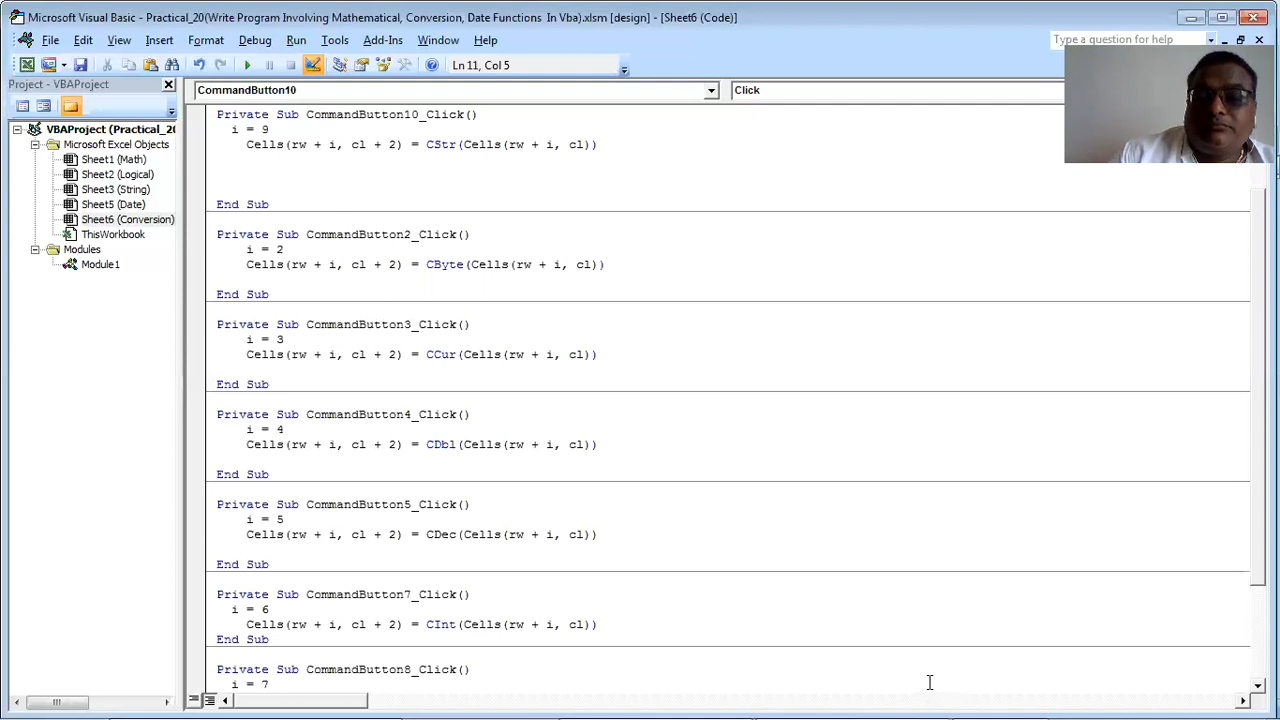 Microsoft Visual Basic - Practical_20(Write Program Involving Mathematical, Conversion, Date Functions In Vba).xlsm [design] - [Sheet6 (Code)]
File Edit View Insert Format Debug Run Tools Add-Ins Window Help
Type a question for help
Ln 11, Col 5
Project - VBAProject
CommandButton10
Click
VBAProject (Practical_20
Microsoft Excel Objects
Sheet1 (Math)
Sheet2 (Logical)
Sheet3 (String)
Sheet5 (Date)
Sheet6 (Conversion)
ThisWorkbook
Modules
Module1
Private Sub CommandButton10_Click()
i = 9
Cells(rw + i, cl + 2) = CStr(Cells(rw + i, cl))
End Sub
Private Sub CommandButton2_Click()
i = 2
Cells(rw + i, cl + 2) = CByte(Cells(rw + i, cl))
End Sub
Private Sub CommandButton3_Click()
i = 3
Cells(rw + i, cl + 2) = CCur(Cells(rw + i, cl))
End Sub
Private Sub CommandButton4_Click()
i = 4
Cells(rw + i, cl + 2) = CDbl(Cells(rw + i, cl))
End Sub
Private Sub CommandButton5_Click()
i = 5
Cells(rw + i, cl + 2) = CDec(Cells(rw + i, cl))
End Sub
Private Sub CommandButton7_Click()
i = 6
Cells(rw + i, cl + 2) = CInt(Cells(rw + i, cl))
End Sub
Private Sub CommandButton8_Click()
i = 7